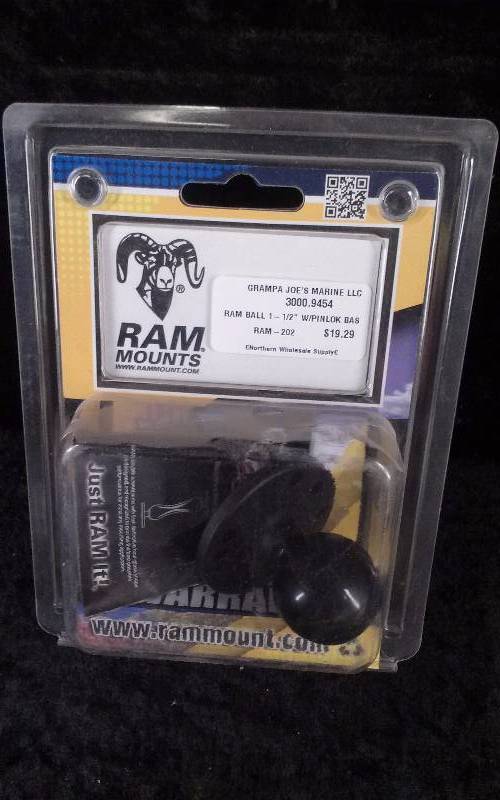 RAM
MOUNTS
®
WWW.RAMMOUNT.COM
GRAMPA JOE'S MARINE LLC
3000.9454
RAM BALL 1-1/2" W/PINLOK BAS
RAM-202 $19.29
©Northern Wholesale Supply©
Just RAM It!
www.rammount.com